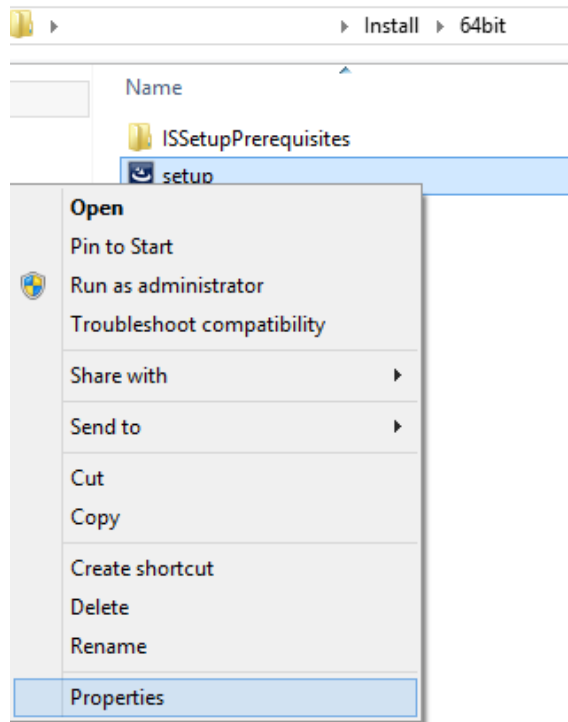 Install 64bit
Name
ISSetupPrerequisites
setup
Open
Pin to Start
Run as administrator
Troubleshoot compatibility
Share with
Send to
Cut
Copy
Create shortcut
Delete
Rename
Properties